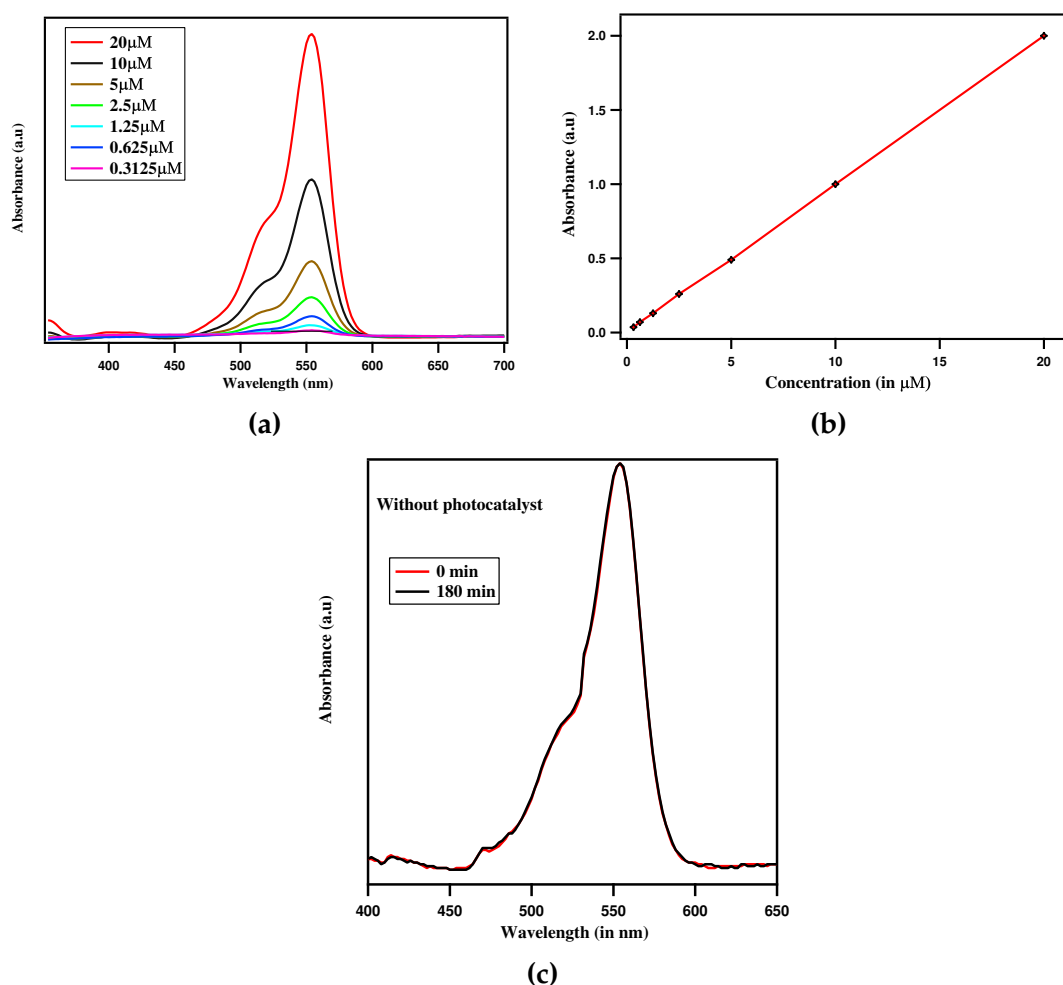 20μM
10μM
5μM
2.5μM
1.25μM
0.625μM
0.3125μM
Absorbance (a.u)
400 450 500 550 600 650 700
Wavelength (nm)
(a)
2.0
1.5
1.0
0.5
0.0
Absorbance (a.u)
0 5 10 15 20
Concentration (in μM)
(b)
Without photocatalyst
0 min
180 min
Absorbance (a.u)
400 450 500 550 600 650
Wavelength (in nm)
(c)